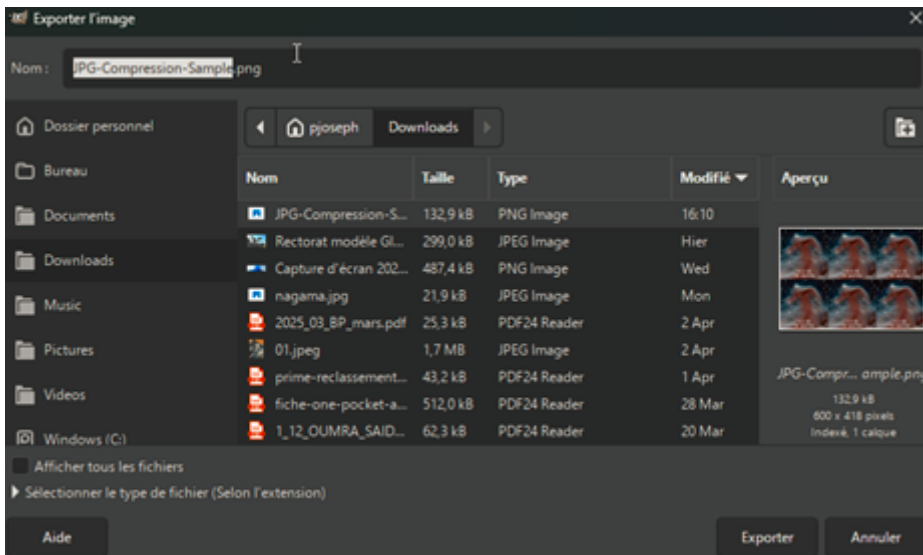 Exporter l'image
Nom : JPG-Compression-Sample.png
Dossier personnel
Bureau
Documents
Downloads
Music
Pictures
Videos
Windows (C:)
pjoseph Downloads
Nom Taille Type Modifié
JPG-Compression-S... 132,9 kB PNG Image 16:10
Rectorat modèle Gl... 299,0 kB JPEG Image Hier
Capture d'écran 202... 487,4 kB PNG Image Wed
nagama.jpg 21,9 kB JPEG Image Mon
2025_03_BP_mars.pdf 25,3 kB PDF24 Reader 2 Apr
01.jpeg 1,7 MB JPEG Image 2 Apr
prime-reclassement... 43,2 kB PDF24 Reader 1 Apr
fiche-one-pocket-a... 512,0 kB PDF24 Reader 28 Mar
1_12_OUMRA_SAID... 62,3 kB PDF24 Reader 20 Mar
Aperçu
JPG-Compr... ample.png
132,9 kB
600 x 418 pixels
Indexé, 1 calque
Afficher tous les fichiers
Sélectionner le type de fichier (Selon l'extension)
Aide
Exporter
Annuler